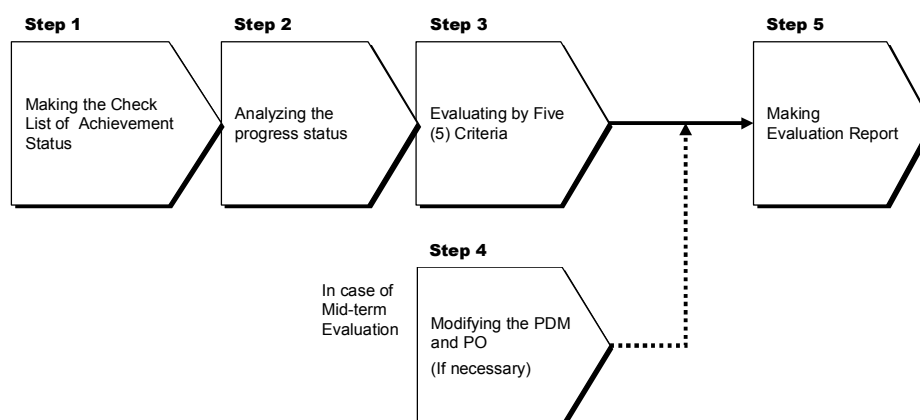 Step 1
Making the Check
List of Achievement
Status
Step 2
Analyzing the
progress status
Step 3
Evaluating by Five
(5) Criteria
Step 5
Making
Evaluation Report
In case of
Mid-term
Evaluation
Step 4
Modifying the PDM
and PO
(If necessary)